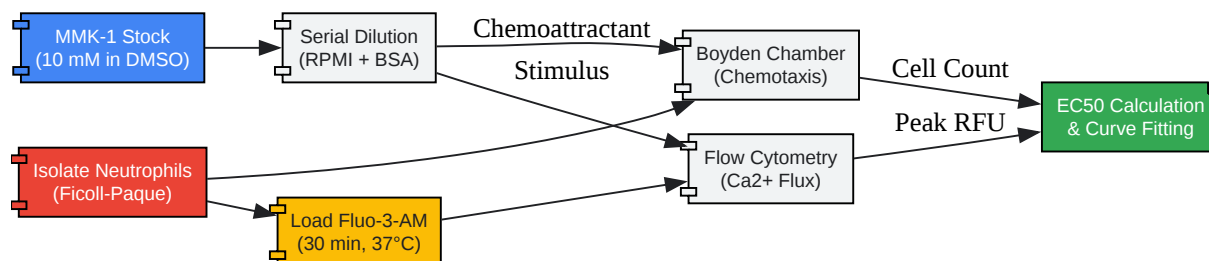 MMK-1 Stock
(10 mM in DMSO)
Serial Dilution
(RPMI + BSA)
Chemoattractant
Stimulus
Boyden Chamber
(Chemotaxis)
Cell Count
Peak RFU
EC50 Calculation
& Curve Fitting
Isolate Neutrophils
(Ficoll-Paque)
Load Fluo-3-AM
(30 min, 37°C)
Flow Cytometry
(Ca2+ Flux)